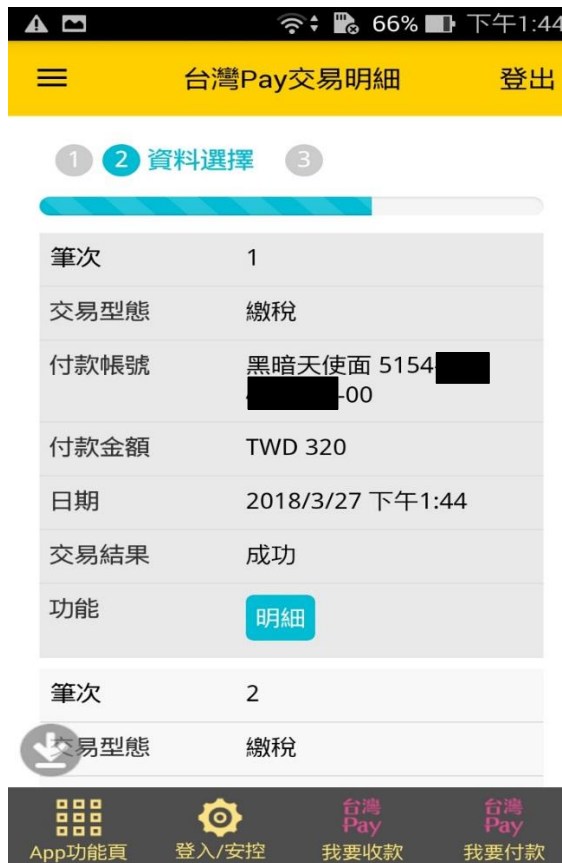 66% 下午1:44
台灣Pay交易明細 登出
1 2 資料選擇 3
筆次 1
交易型態 繳稅
付款帳號 黑暗天使面 5154-
-00
付款金額 TWD 320
日期 2018/3/27 下午1:44
交易結果 成功
功能 明細
筆次 2
易型態 繳稅
台灣 台灣
Pay Pay
App功能頁 登入/安控 我要收款 我要付款